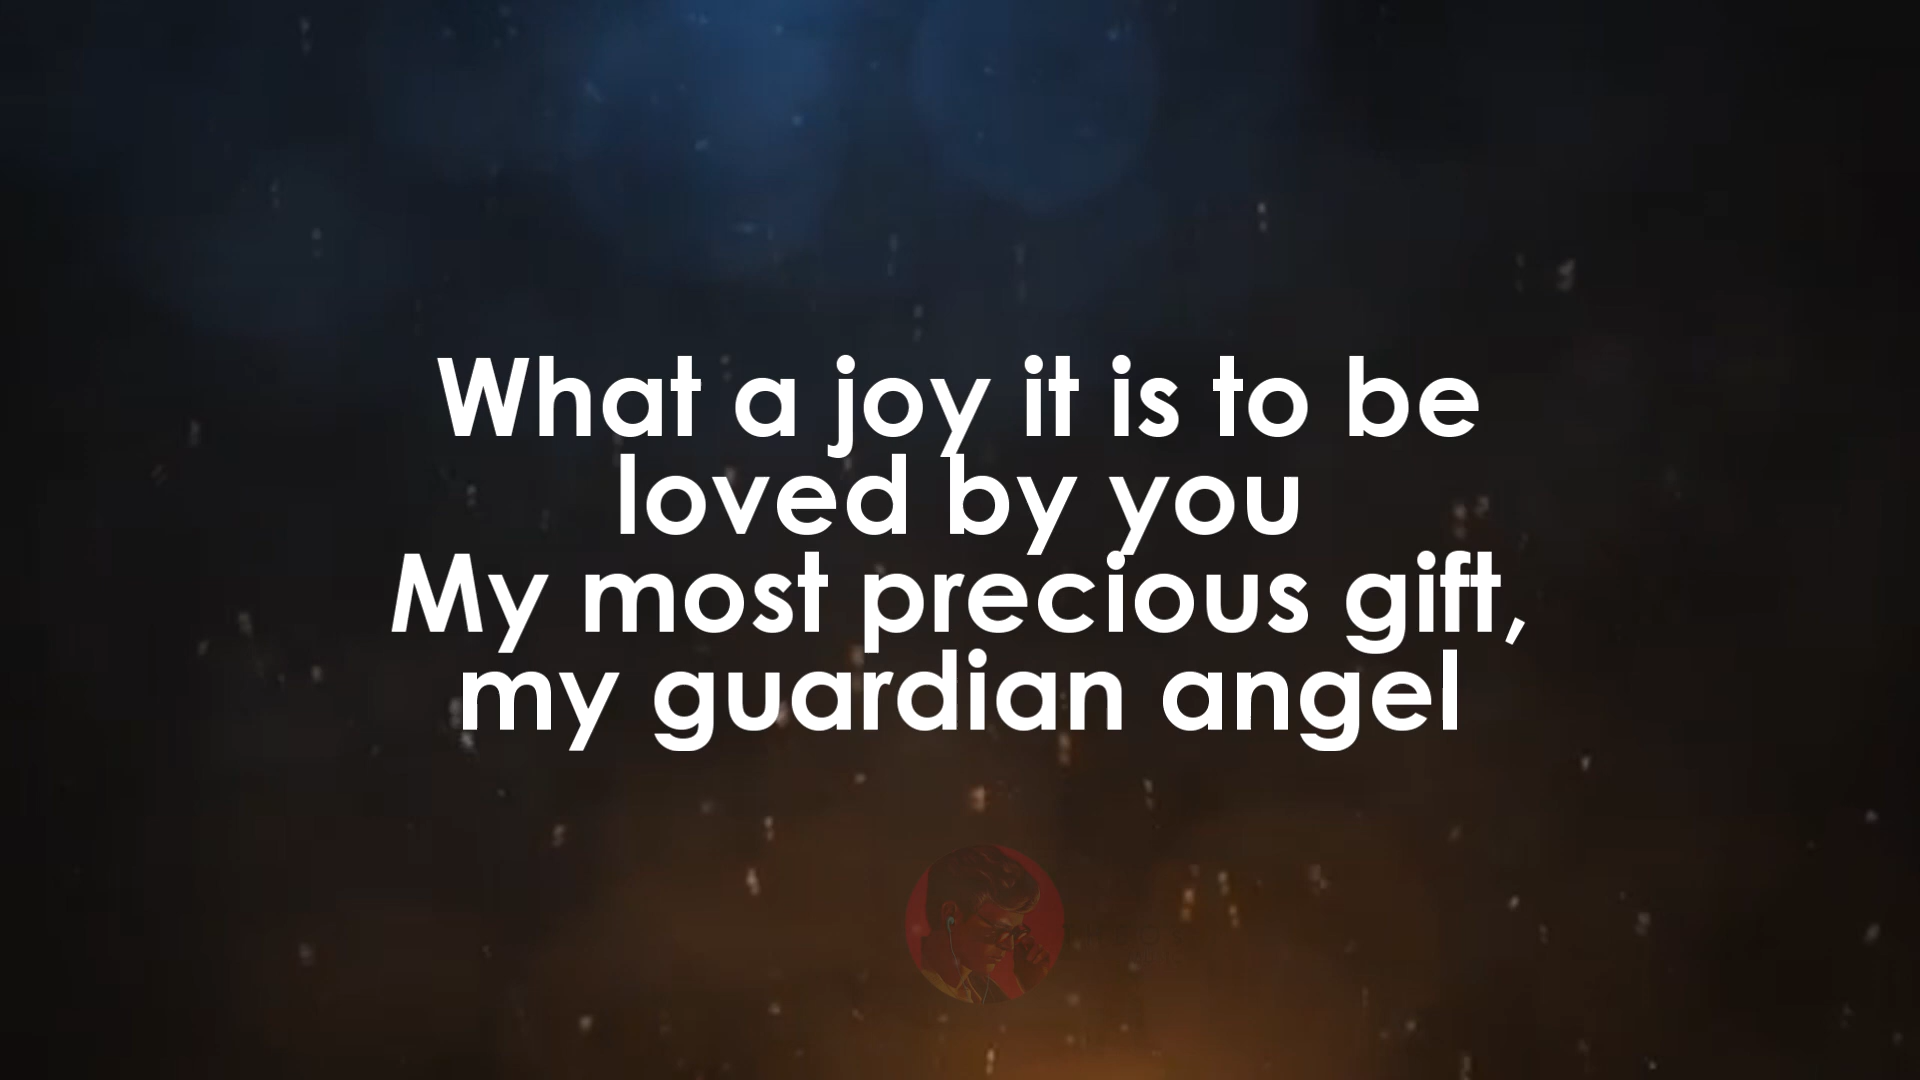 What a joy it is to be
loved by you
My most precious gift,
my guardian angel